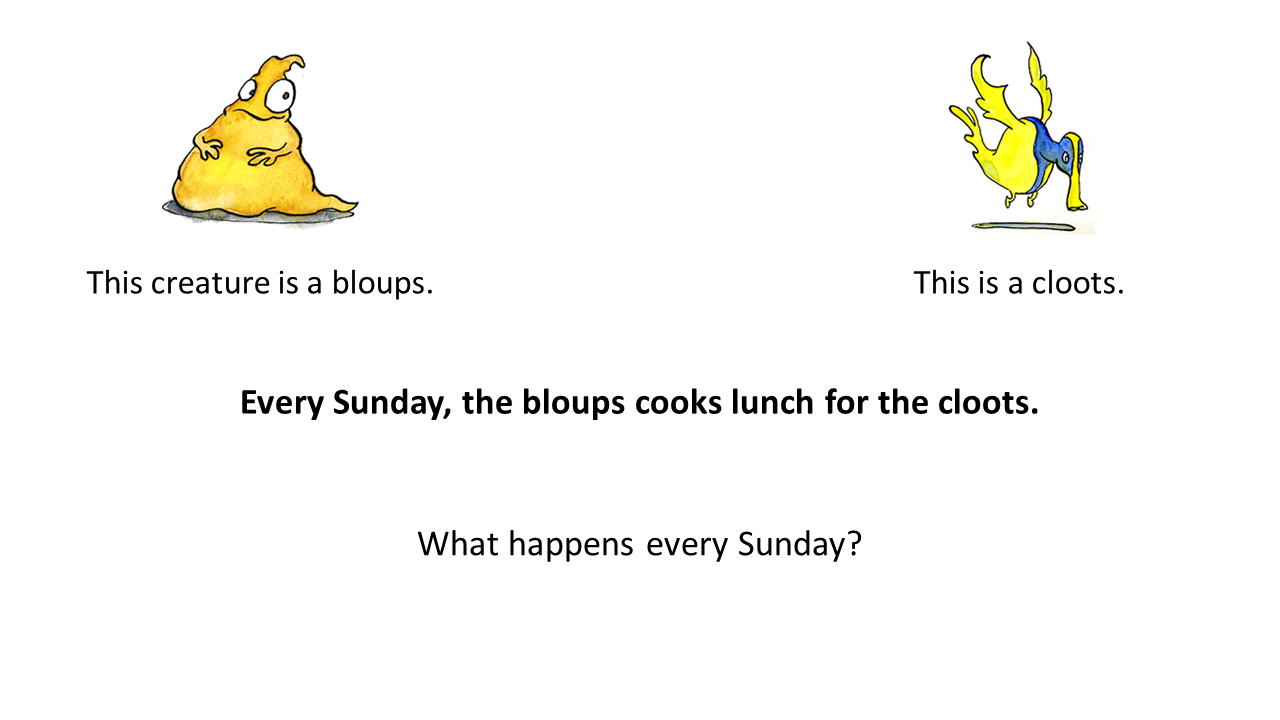 This creature is a bloups.
This is a cloots.
Every Sunday, the bloups cooks lunch for the cloots.
What happens every Sunday?